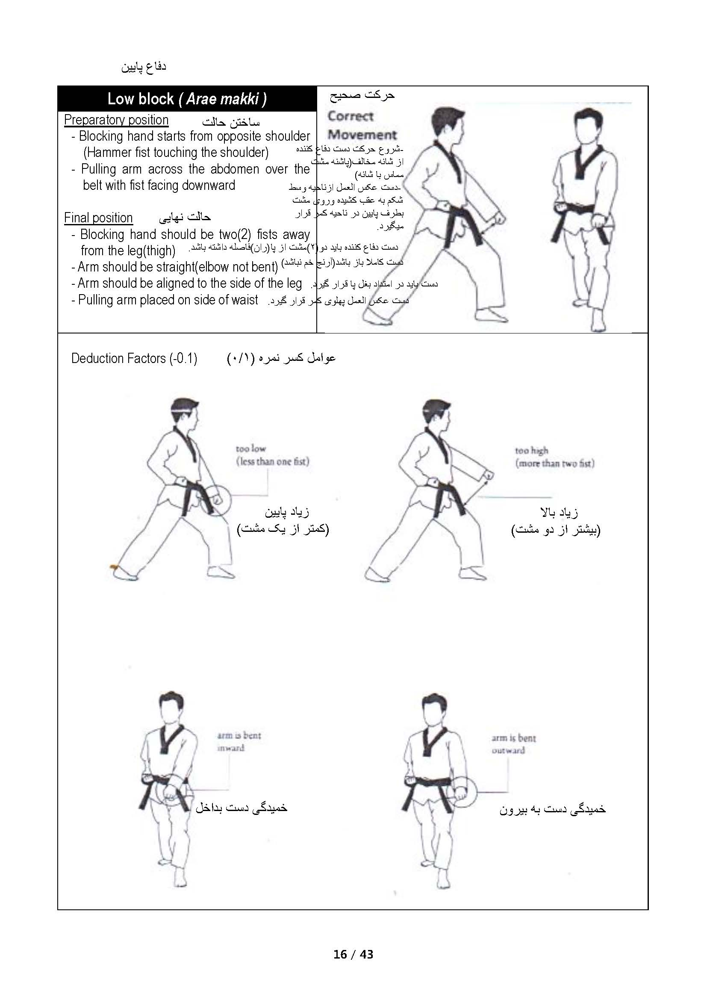 دفاع پایین
Low block ( Arae makki )
Preparatory position ساختن حالت
- Blocking hand starts from opposite shoulder
(Hammer fist touching the shoulder)
- Pulling arm across the abdomen over the
belt with fist facing downward
Final position حالت نهایی
- Blocking hand should be two(2) fists away
from the leg(thigh) دست دفاع کننده باید دو(۲)مشت از پا(ران)فاصله داشته باشد.
- Arm should be straight(elbow not bent) دست کاملا باز باشد(آرنج خم نباشد)
- Arm should be aligned to the side of the leg دست باید در امتداد بغل پا قرار گیرد.
- Pulling arm placed on side of waist دست عکس العمل پهلوی کمر قرار گیرد.
حرکت صحیح
Correct
Movement
-شروع حرکت دست دفاع کننده
از شانه مخالف(پاشنه مشت
مماس با شانه)
-دست عکس العمل ازناحیه وسط
شکم به عقب کشیده وروی مشت
بطرف پایین در ناحیه کمر قرار
میگیرد.
Deduction Factors (-0.1) عوامل کسر نمره (۰/۱)
too low
(less than one fist)
زیاد پایین
(کمتر از یک مشت)
too high
(more than two fist)
زیاد بالا
(بیشتر از دو مشت)
arm is bent
inward
خمیدگی دست بداخل
arm is bent
outward
خمیدگی دست به بیرون
16 / 43